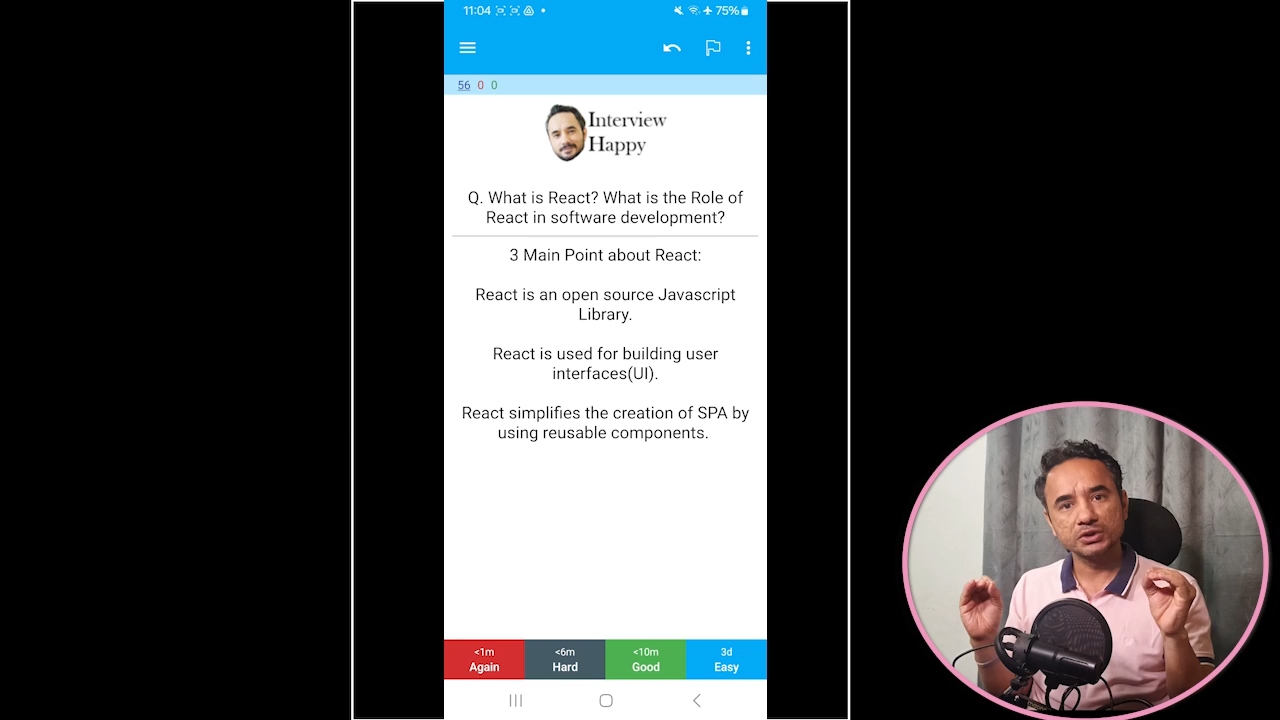 11:04
75%
56 0 0
Interview
Happy
Q. What is React? What is the Role of
React in software development?
3 Main Point about React:
React is an open source Javascript
Library.
React is used for building user
interfaces(UI).
React simplifies the creation of SPA by
using reusable components.
<1m <6m <10m 3d
Again Hard Good Easy